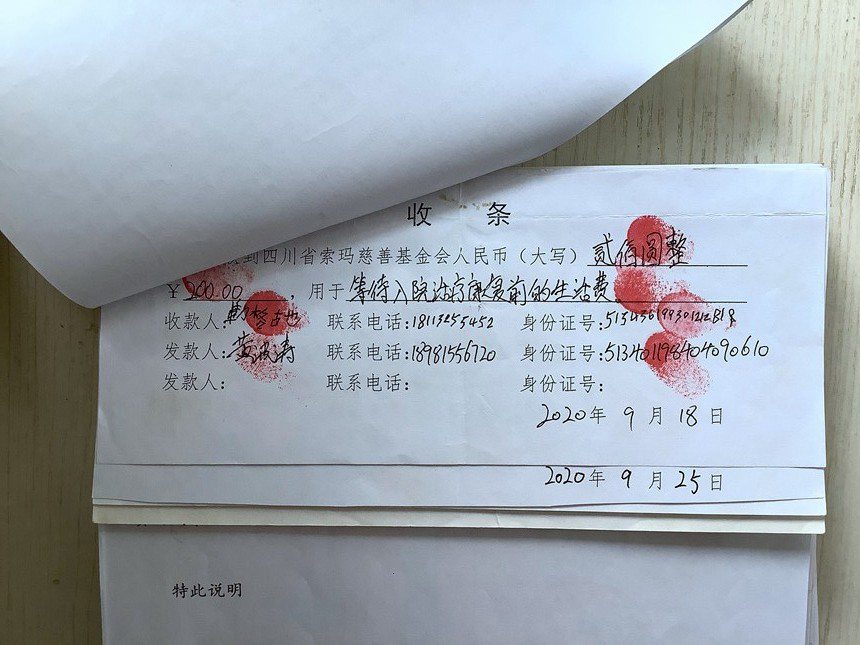 收 条
到四川省索玛慈善基金会人民币（大写）贰佰圆整
￥200.00 ，用于等待入院治疗康复前的生活费
收款人： 联系电话:18113255452 身份证号:
发款人： 联系电话:18981556720 身份证号:513401198404090610
发款人： 联系电话: 身份证号:
2020年 9 月 18 日
2020年 9 月 25 日
特此说明